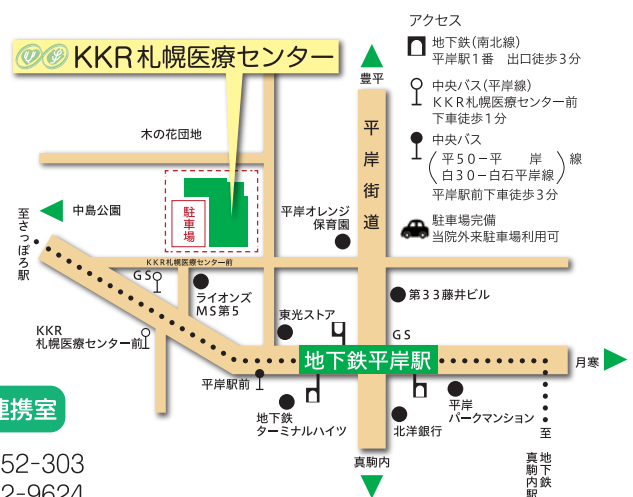 KKR札幌医療センター
アクセス
地下鉄(南北線)
平岸駅1番 出口徒歩3分
中央バス(平岸線)
KKR札幌医療センター前
下車徒歩1分
中央バス
(平50-平 岸)線
(白30-白石平岸線)
平岸駅前下車徒歩3分
駐車場完備
当院外来駐車場利用可
豊平
平岸街道
木の花団地
中島公園
至さっぽろ駅
駐車場
平岸オレンジ
保育園
KKR札幌医療センター前
GS
ライオンズ
MS第5
第33藤井ビル
KKR
札幌医療センター前
東光ストア
GS
地下鉄平岸駅
月寒
平岸駅前
地下鉄
ターミナルハイツ
北洋銀行
平岸
パークマンション
真駒内
至
地下鉄
真駒内駅
連携室
52-303
2-9624